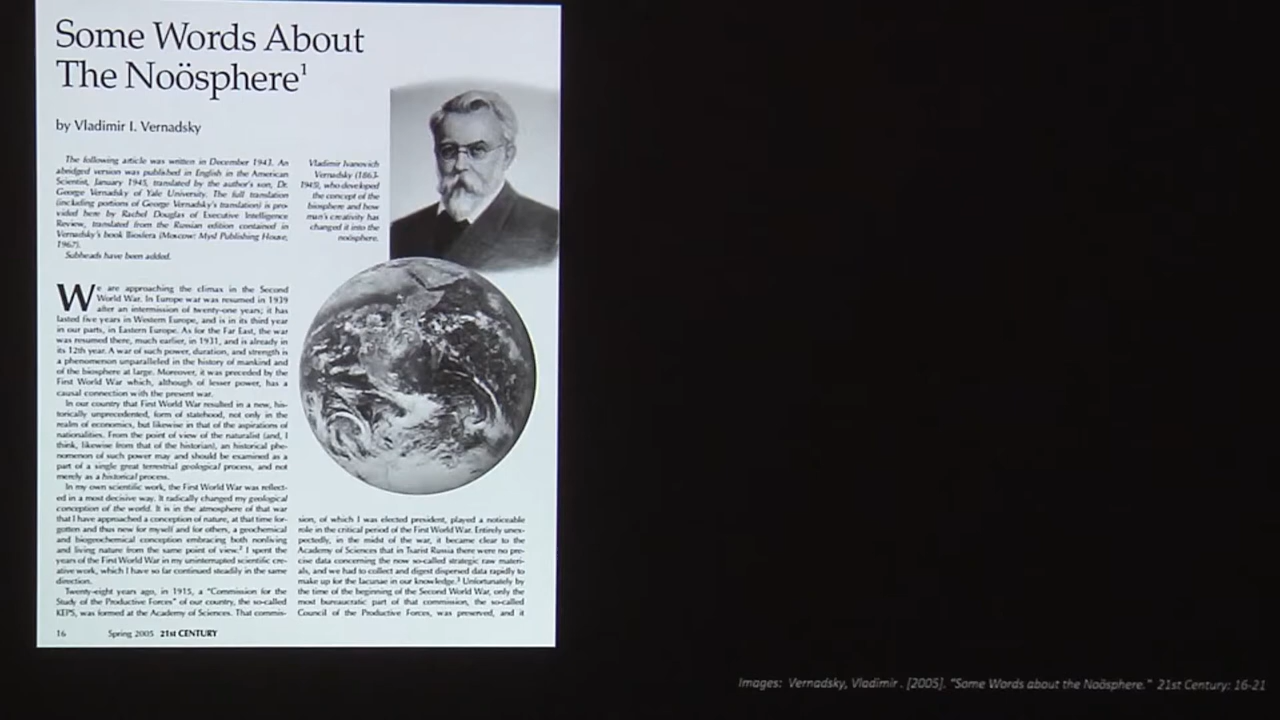 Some Words About
The Noösphere¹
by Vladimir I. Vernadsky
The following article was written in December 1943. An
abridged version was published in English in the American
Scientist, January 1945, translated by the author's son, Dr.
George Vernadsky of Yale University. The full translation
(including portions of George Vernadsky's translation) is pro-
vided here by Rachel Douglas of Executive Intelligence
Review, translated from the Russian edition contained in
Vernadsky's book Biosfera (Moscow: Mysl Publishing House,
1967).
Subheads have been added.
Vladimir Ivanovich
Vernadsky (1863-
1945), who developed
the concept of the
biosphere and how
man's creativity has
changed it into the
noösphere.
We are approaching the climax in the Second
World War. In Europe war was resumed in 1939
after an intermission of twenty-one years; it has
lasted five years in Western Europe, and is in its third year
in our parts, in Eastern Europe. As for the Far East, the war
was resumed there, much earlier, in 1931, and is already in
its 12th year. A war of such power, duration, and strength is
a phenomenon unparalleled in the history of mankind and
of the biosphere at large. Moreover, it was preceded by the
First World War which, although of lesser power, has a
causal connection with the present war.
In our country that First World War resulted in a new, his-
torically unprecedented, form of statehood, not only in the
realm of economics, but likewise in that of the aspirations of
nationalities. From the point of view of the naturalist (and, I
think, likewise from that of the historian), an historical phe-
nomenon of such power may and should be examined as a
part of a single great terrestrial geological process, and not
merely as a historical process.
In my own scientific work, the First World War was reflect-
ed in a most decisive way. It radically changed my geological
conception of the world. It is in the atmosphere of that war
that I have approached a conception of nature, at that time for-
gotten and thus new for myself and for others, a geochemical
and biogeochemical conception embracing both nonliving
and living nature from the same point of view.² I spent the
years of the First World War in my uninterrupted scientific cre-
ative work, which I have so far continued steadily in the same
direction.
Twenty-eight years ago, in 1915, a "Commission for the
Study of the Productive Forces" of our country, the so-called
KEPS, was formed at the Academy of Sciences. That commis-
sion, of which I was elected president, played a noticeable
role in the critical period of the First World War. Entirely unex-
pectedly, in the midst of the war, it became clear to the
Academy of Sciences that in Tsarist Russia there were no pre-
cise data concerning the now so-called strategic raw materi-
als, and we had to collect and digest dispersed data rapidly to
make up for the lacunae in our knowledge.³ Unfortunately by
the time of the beginning of the Second World War, only the
most bureaucratic part of that commission, the so-called
Council of the Productive Forces, was preserved, and it
16 Spring 2005 21st CENTURY
Images: Vernadsky, Vladimir . [2005]. "Some Words about the Noösphere." 21st Century: 16-21